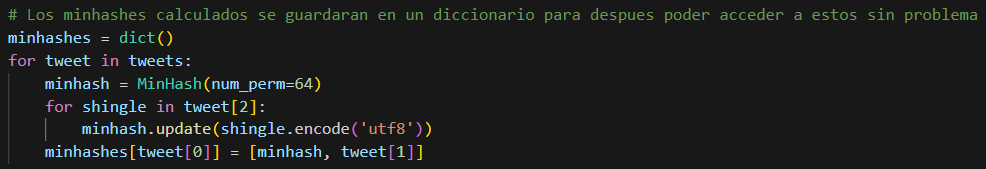 # Los minhashes calculados se guardaran en un diccionario para despues poder acceder a estos sin problema
minhashes = dict()
for tweet in tweets:
    minhash = MinHash(num_perm=64)
    for shingle in tweet[2]:
        minhash.update(shingle.encode('utf8'))
    minhashes[tweet[0]] = [minhash, tweet[1]]